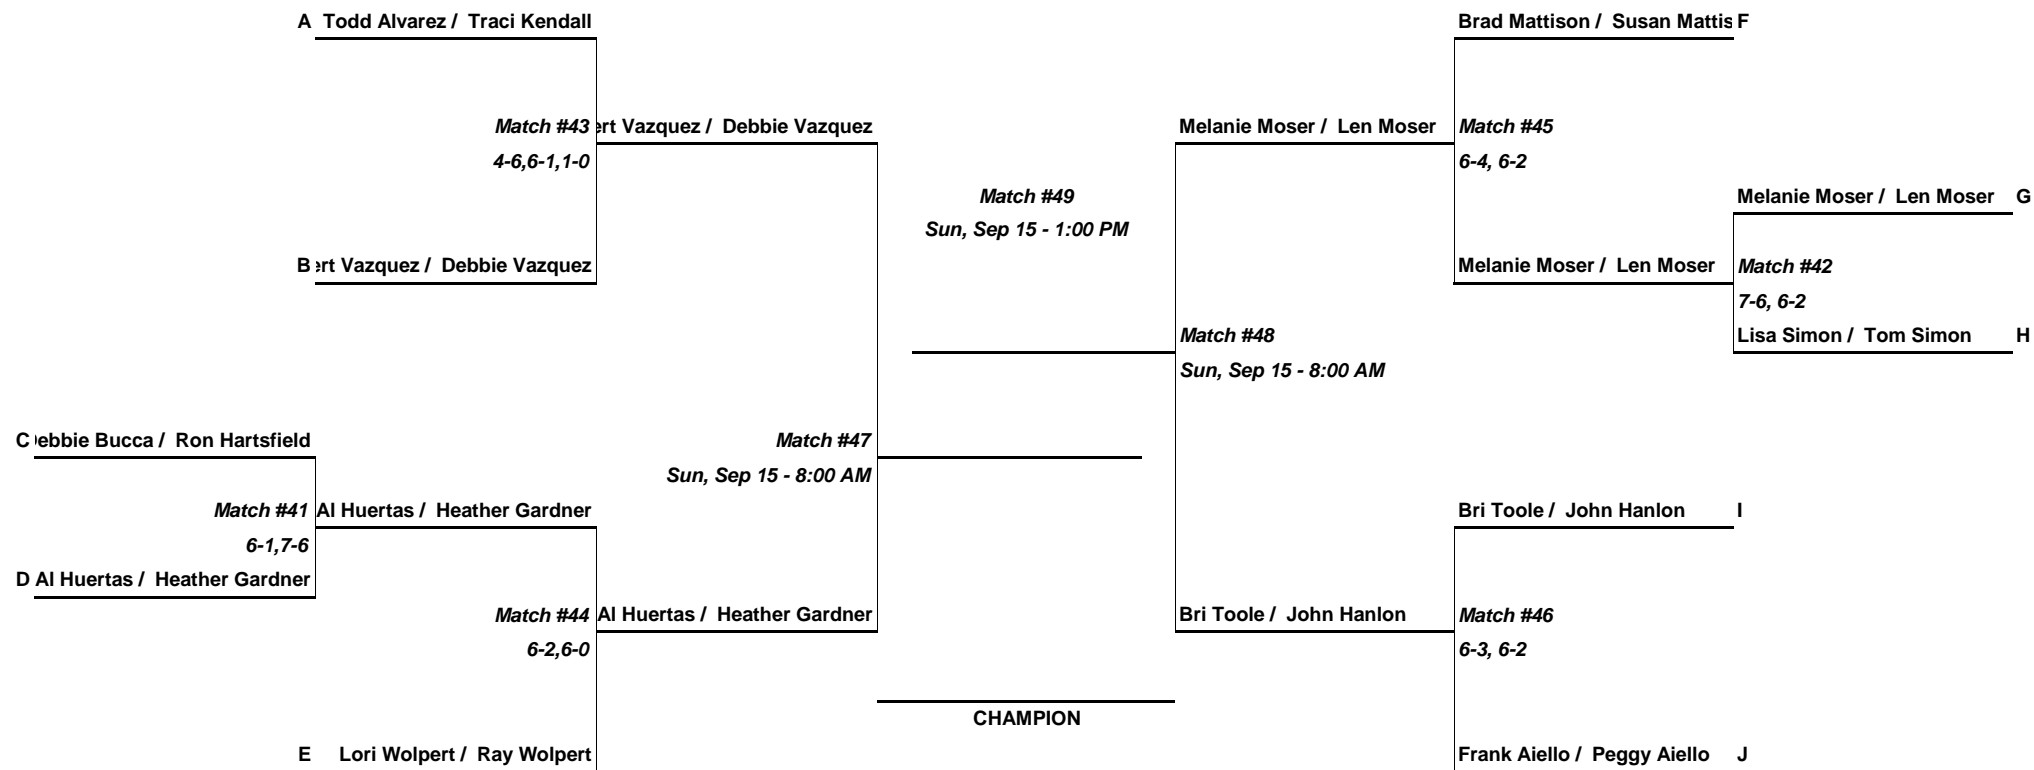 A Todd Alvarez / Traci Kendall
Brad Mattison / Susan Mattis F
Match #43
ert Vazquez / Debbie Vazquez
Melanie Moser / Len Moser
Match #45
4-6,6-1,1-0
6-4, 6-2
Match #49
Melanie Moser / Len Moser G
Sun, Sep 15 - 1:00 PM
B ert Vazquez / Debbie Vazquez
Melanie Moser / Len Moser
Match #42
7-6, 6-2
Match #48
Lisa Simon / Tom Simon H
Sun, Sep 15 - 8:00 AM
C ebbie Bucca / Ron Hartsfield
Match #47
Sun, Sep 15 - 8:00 AM
Match #41
Al Huertas / Heather Gardner
Bri Toole / John Hanlon I
6-1,7-6
D Al Huertas / Heather Gardner
Match #44
Al Huertas / Heather Gardner
Bri Toole / John Hanlon
Match #46
6-2,6-0
6-3, 6-2
CHAMPION
E Lori Wolpert / Ray Wolpert
Frank Aiello / Peggy Aiello J